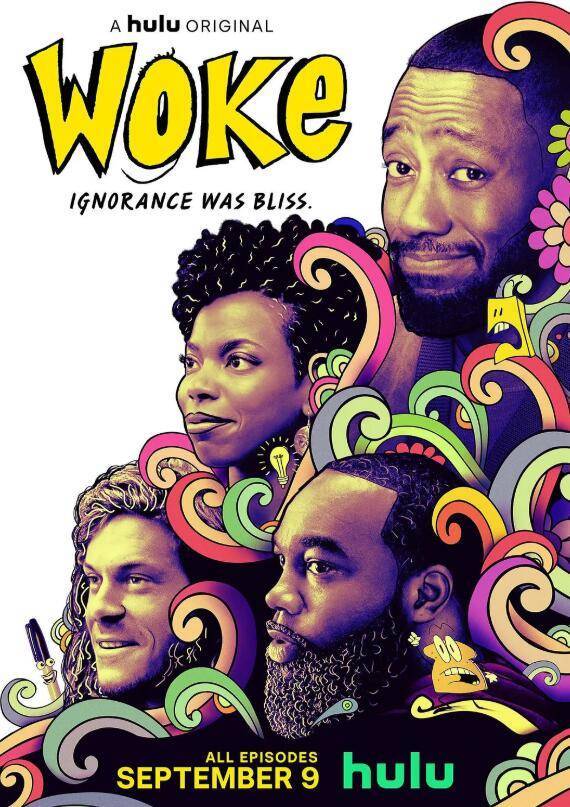 A hulu ORIGINAL
WOKE
IGNORANCE WAS BLISS.
ALL EPISODES
SEPTEMBER 9
hulu